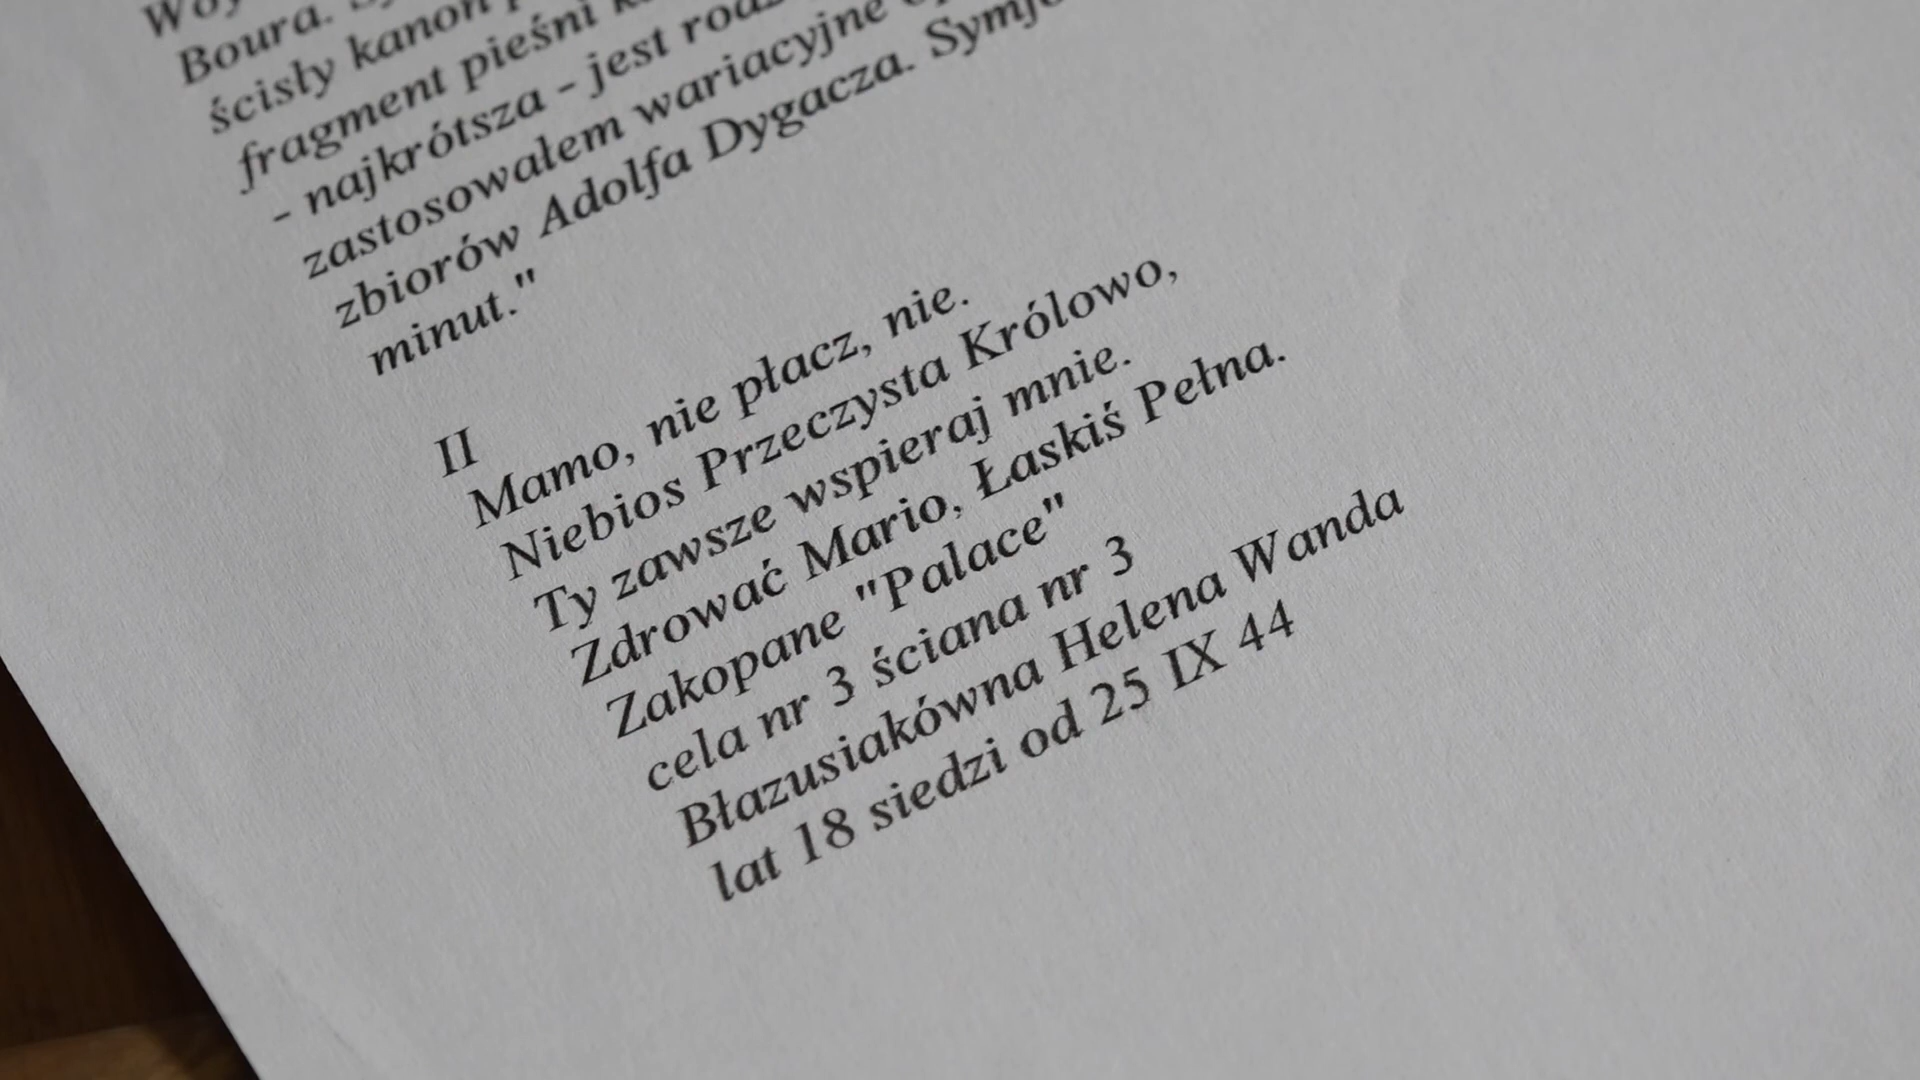 Boura.
ścisły kanon
fragment pieśni
- najkrótsza - jest
zastosowałem wariacyjne
zbiorów Adolfa Dygacza.
minut."
II
Mamo, nie płacz, nie.
Niebios Przeczysta Królowo,
Ty zawsze wspieraj mnie.
Zdrować Mario, Łaskiś Pełna.
Zakopane "Palace"
cela nr 3 ściana nr 3
Błazusiakówna Helena Wanda
lat 18 siedzi od 25 IX 44